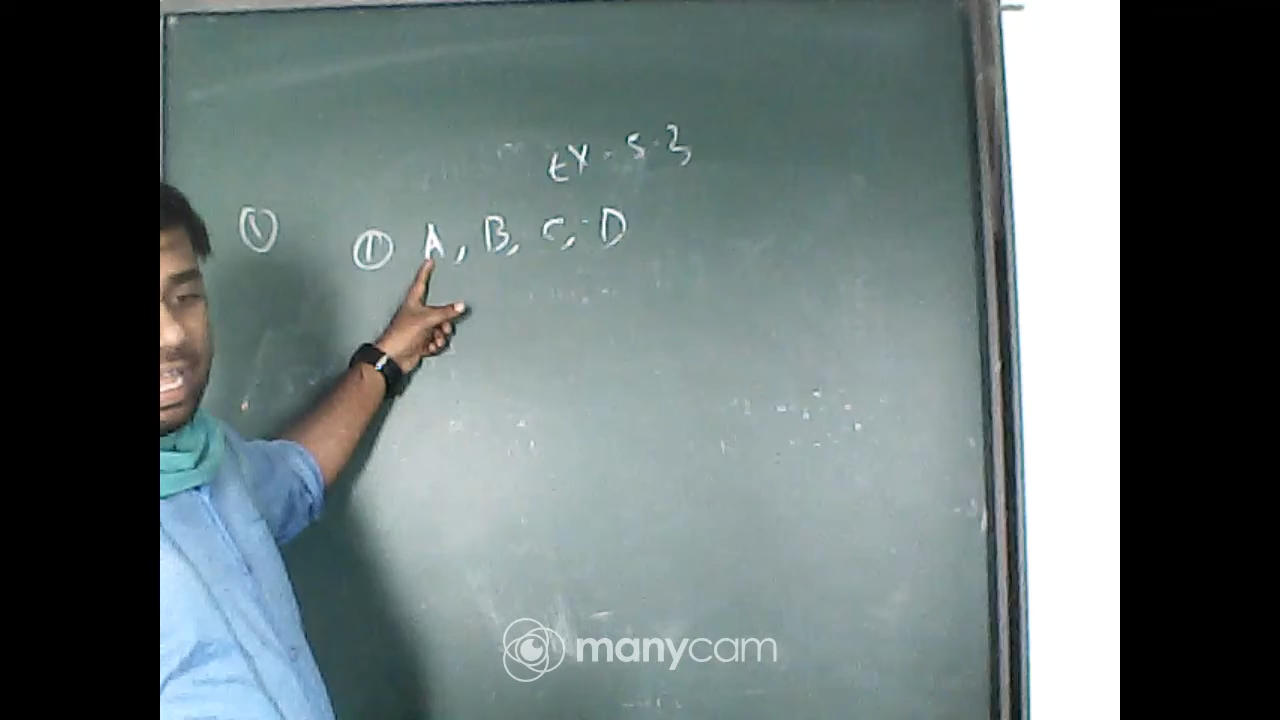 Ex. 5.3
① ① A, B, C, D
manycam